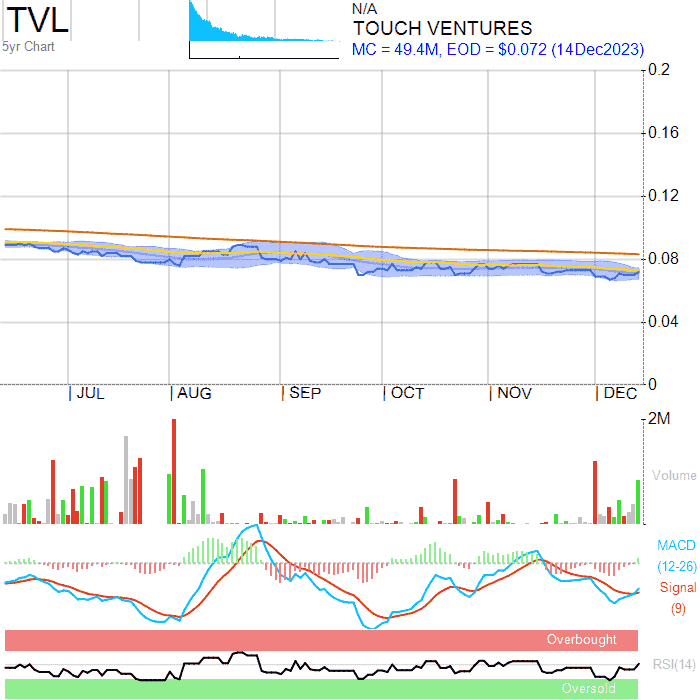 TVL
5yr Chart
N/A
TOUCH VENTURES
MC = 49.4M, EOD = $0.072 (14Dec2023)
0.2
0.16
0.12
0.08
0.04
0
JUL AUG SEP OCT NOV DEC
2M
Volume
MACD
(12-26)
Signal
(9)
Overbought
RSI(14)
Oversold